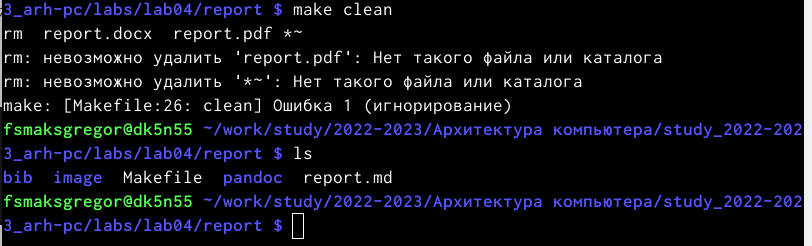 3_arh-pc/labs/lab04/report $ make clean
rm  report.docx  report.pdf *~
rm: невозможно удалить 'report.pdf': Нет такого файла или каталога
rm: невозможно удалить '*~': Нет такого файла или каталога
make: [Makefile:26: clean] Ошибка 1 (игнорирование)
fsmaksgregor@dk5n55 ~/work/study/2022-2023/Архитектура компьютера/study_2022-202
3_arh-pc/labs/lab04/report $ ls
bib  image  Makefile  pandoc  report.md
fsmaksgregor@dk5n55 ~/work/study/2022-2023/Архитектура компьютера/study_2022-202
3_arh-pc/labs/lab04/report $